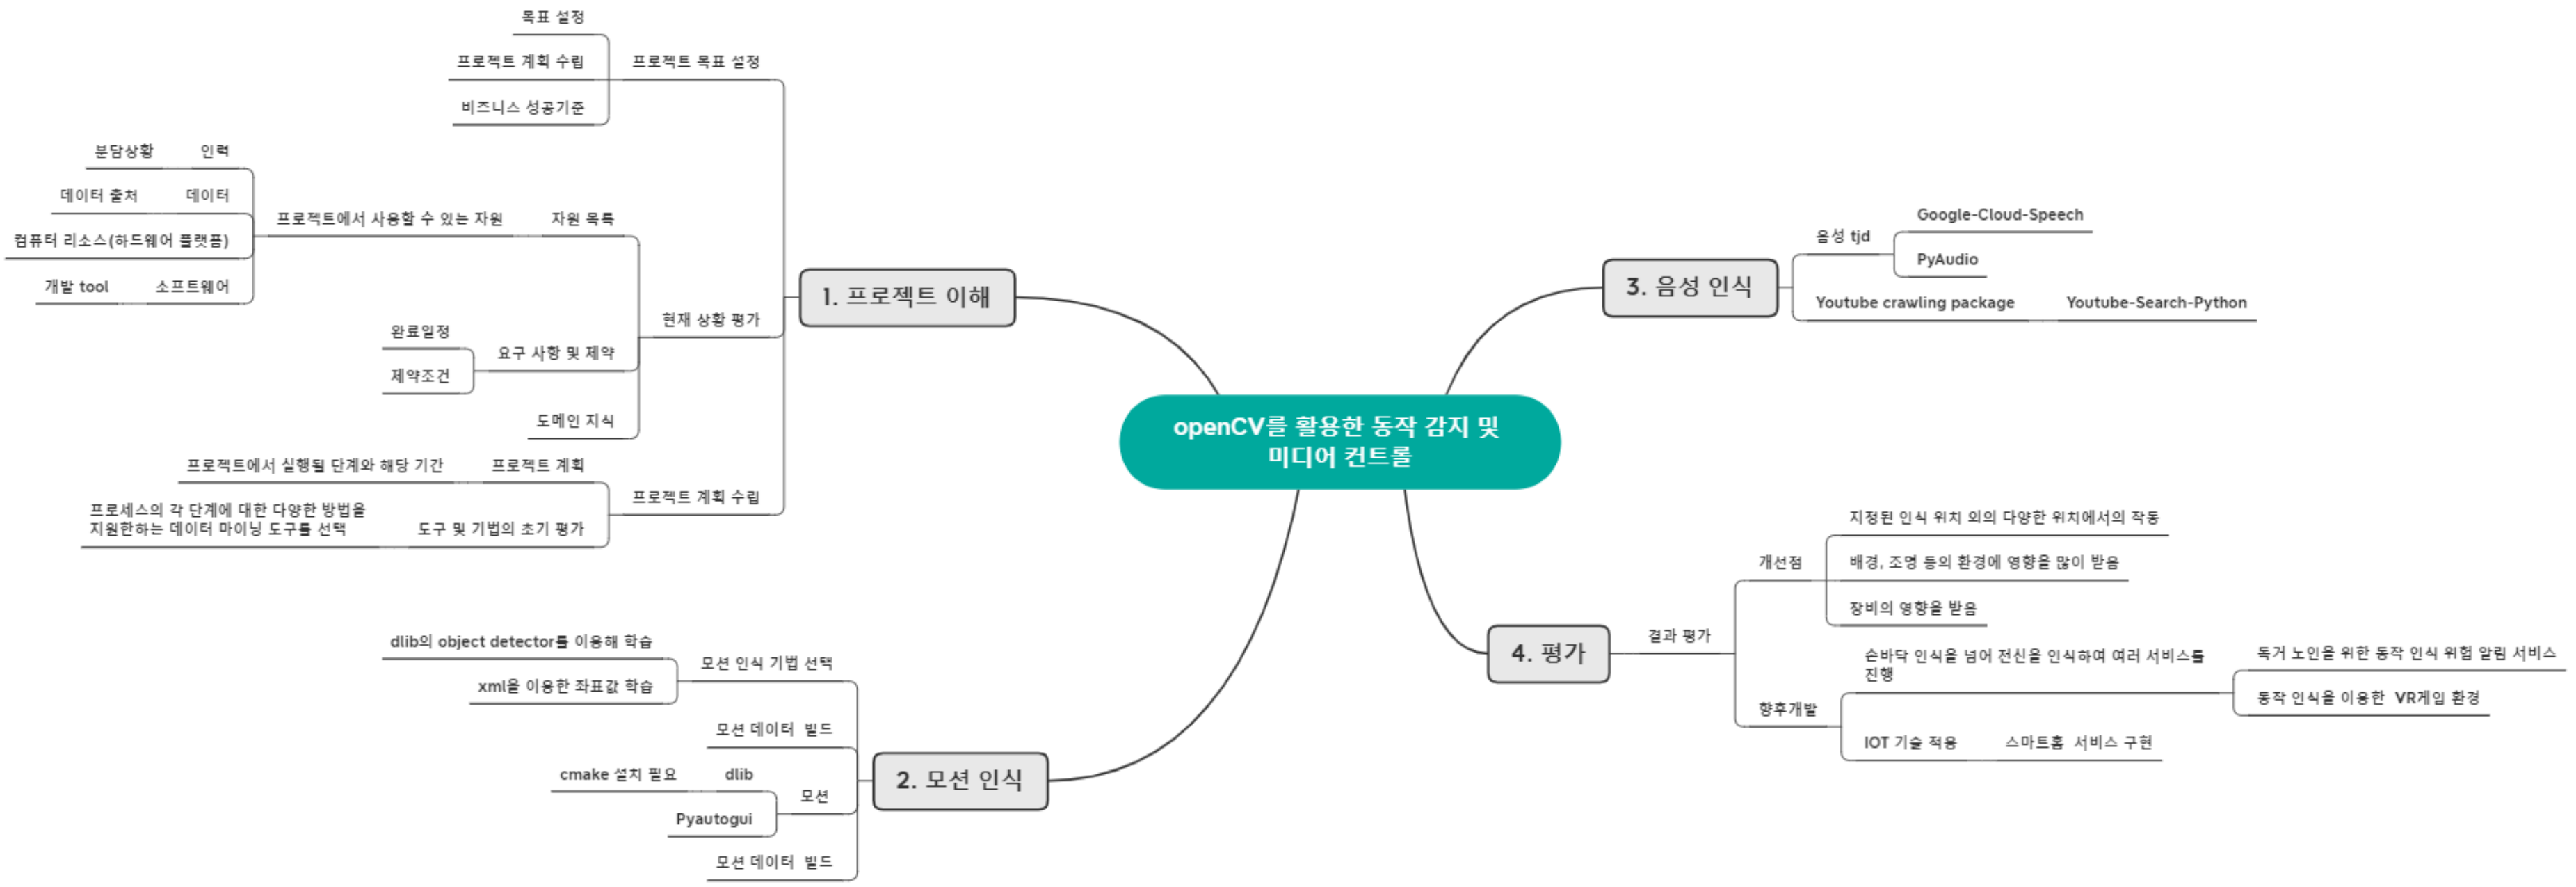 openCV를 활용한 동작 감지 및
미디어 컨트롤
1. 프로젝트 이해
프로젝트 목표 설정
목표 설정
프로젝트 계획 수립
비즈니스 성공기준
현재 상황 평가
자원 목록
프로젝트에서 사용할 수 있는 자원
인력
분담상황
데이터
데이터 출처
컴퓨터 리소스(하드웨어 플랫폼)
소프트웨어
개발 tool
요구 사항 및 제약
완료일정
제약조건
도메인 지식
프로젝트 계획 수립
프로젝트 계획
프로젝트에서 실행될 단계와 해당 기간
도구 및 기법의 초기 평가
프로세스의 각 단계에 대한 다양한 방법을
지원한하는 데이터 마이닝 도구를 선택
2. 모션 인식
모션 인식 기법 선택
dlib의 object detector를 이용해 학습
xml을 이용한 좌표값 학습
모션 데이터 빌드
모션
dlib
cmake 설치 필요
Pyautogui
모션 데이터 빌드
3. 음성 인식
음성 tjd
Google-Cloud-Speech
PyAudio
Youtube crawling package
Youtube-Search-Python
4. 평가
결과 평가
개선점
지정된 인식 위치 외의 다양한 위치에서의 작동
배경, 조명 등의 환경에 영향을 많이 받음
장비의 영향을 받음
향후개발
손바닥 인식을 넘어 전신을 인식하여 여러 서비스를
진행
독거 노인을 위한 동작 인식 위험 알림 서비스
동작 인식을 이용한 VR게임 환경
IOT 기술 적용
스마트홈 서비스 구현